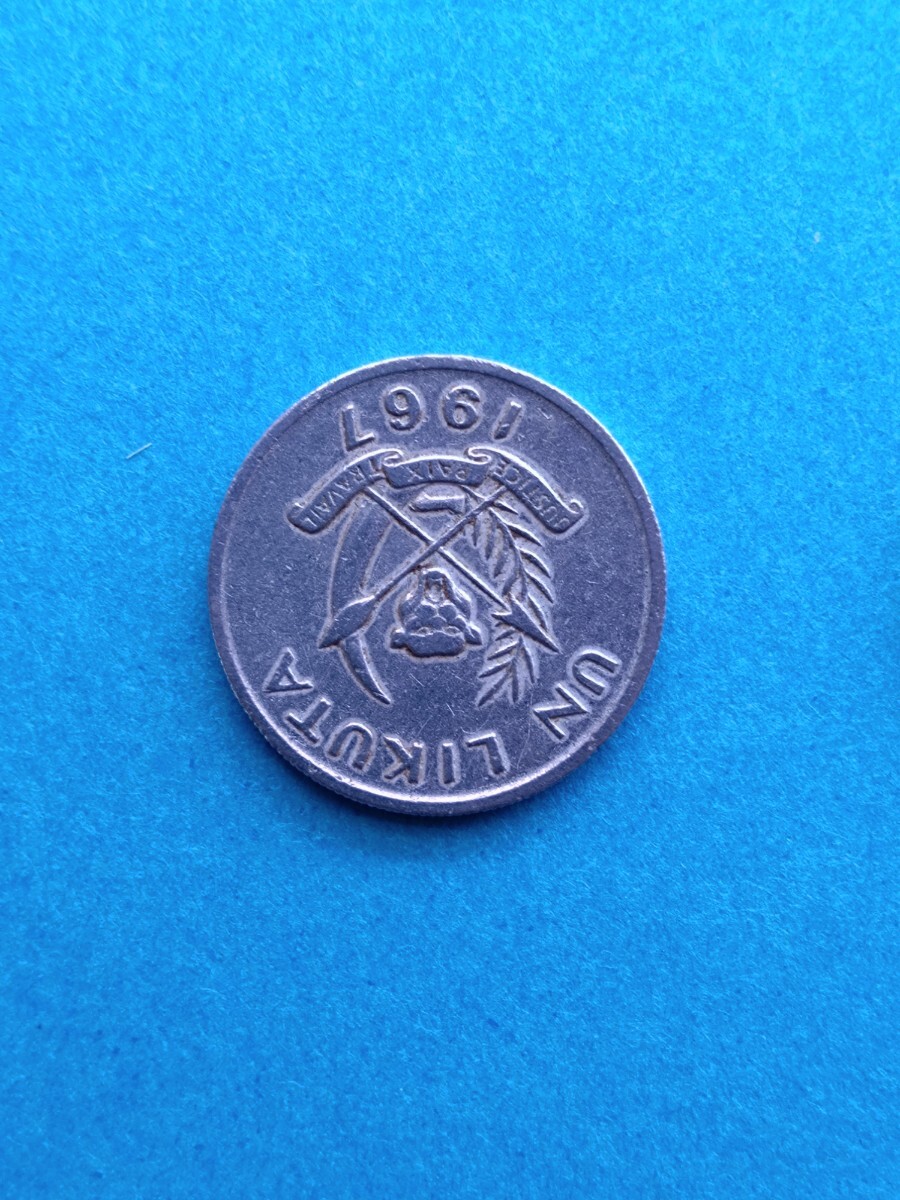 UN LIKUTA
JUSTICE PAIX TRAVAIL
1967